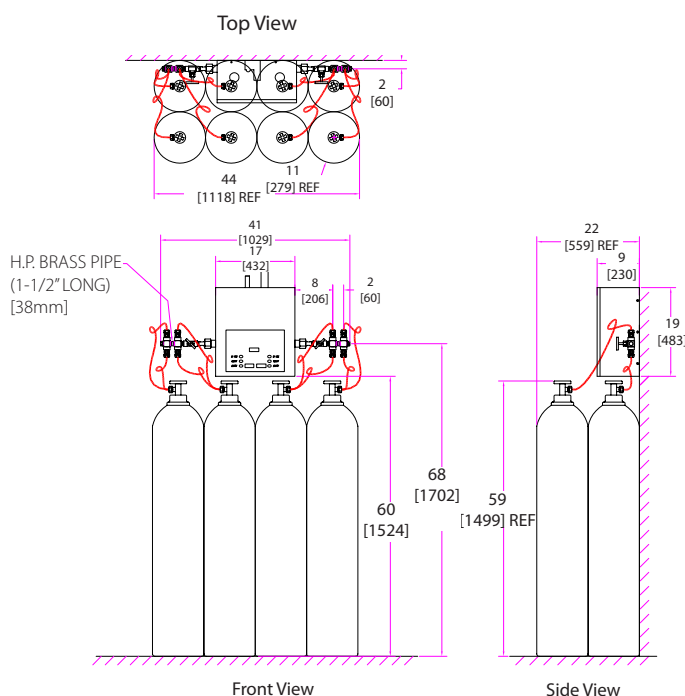 Top View
2
[60]
11
[279] REF
44
[1118] REF
41
[1029]
17
[432]
22
[559] REF
9
[230]
H.P. BRASS PIPE
(1-1/2" LONG)
[38mm]
8
[206]
2
[60]
19
[483]
68
[1702]
60
[1524]
59
[1499] REF
Front View
Side View